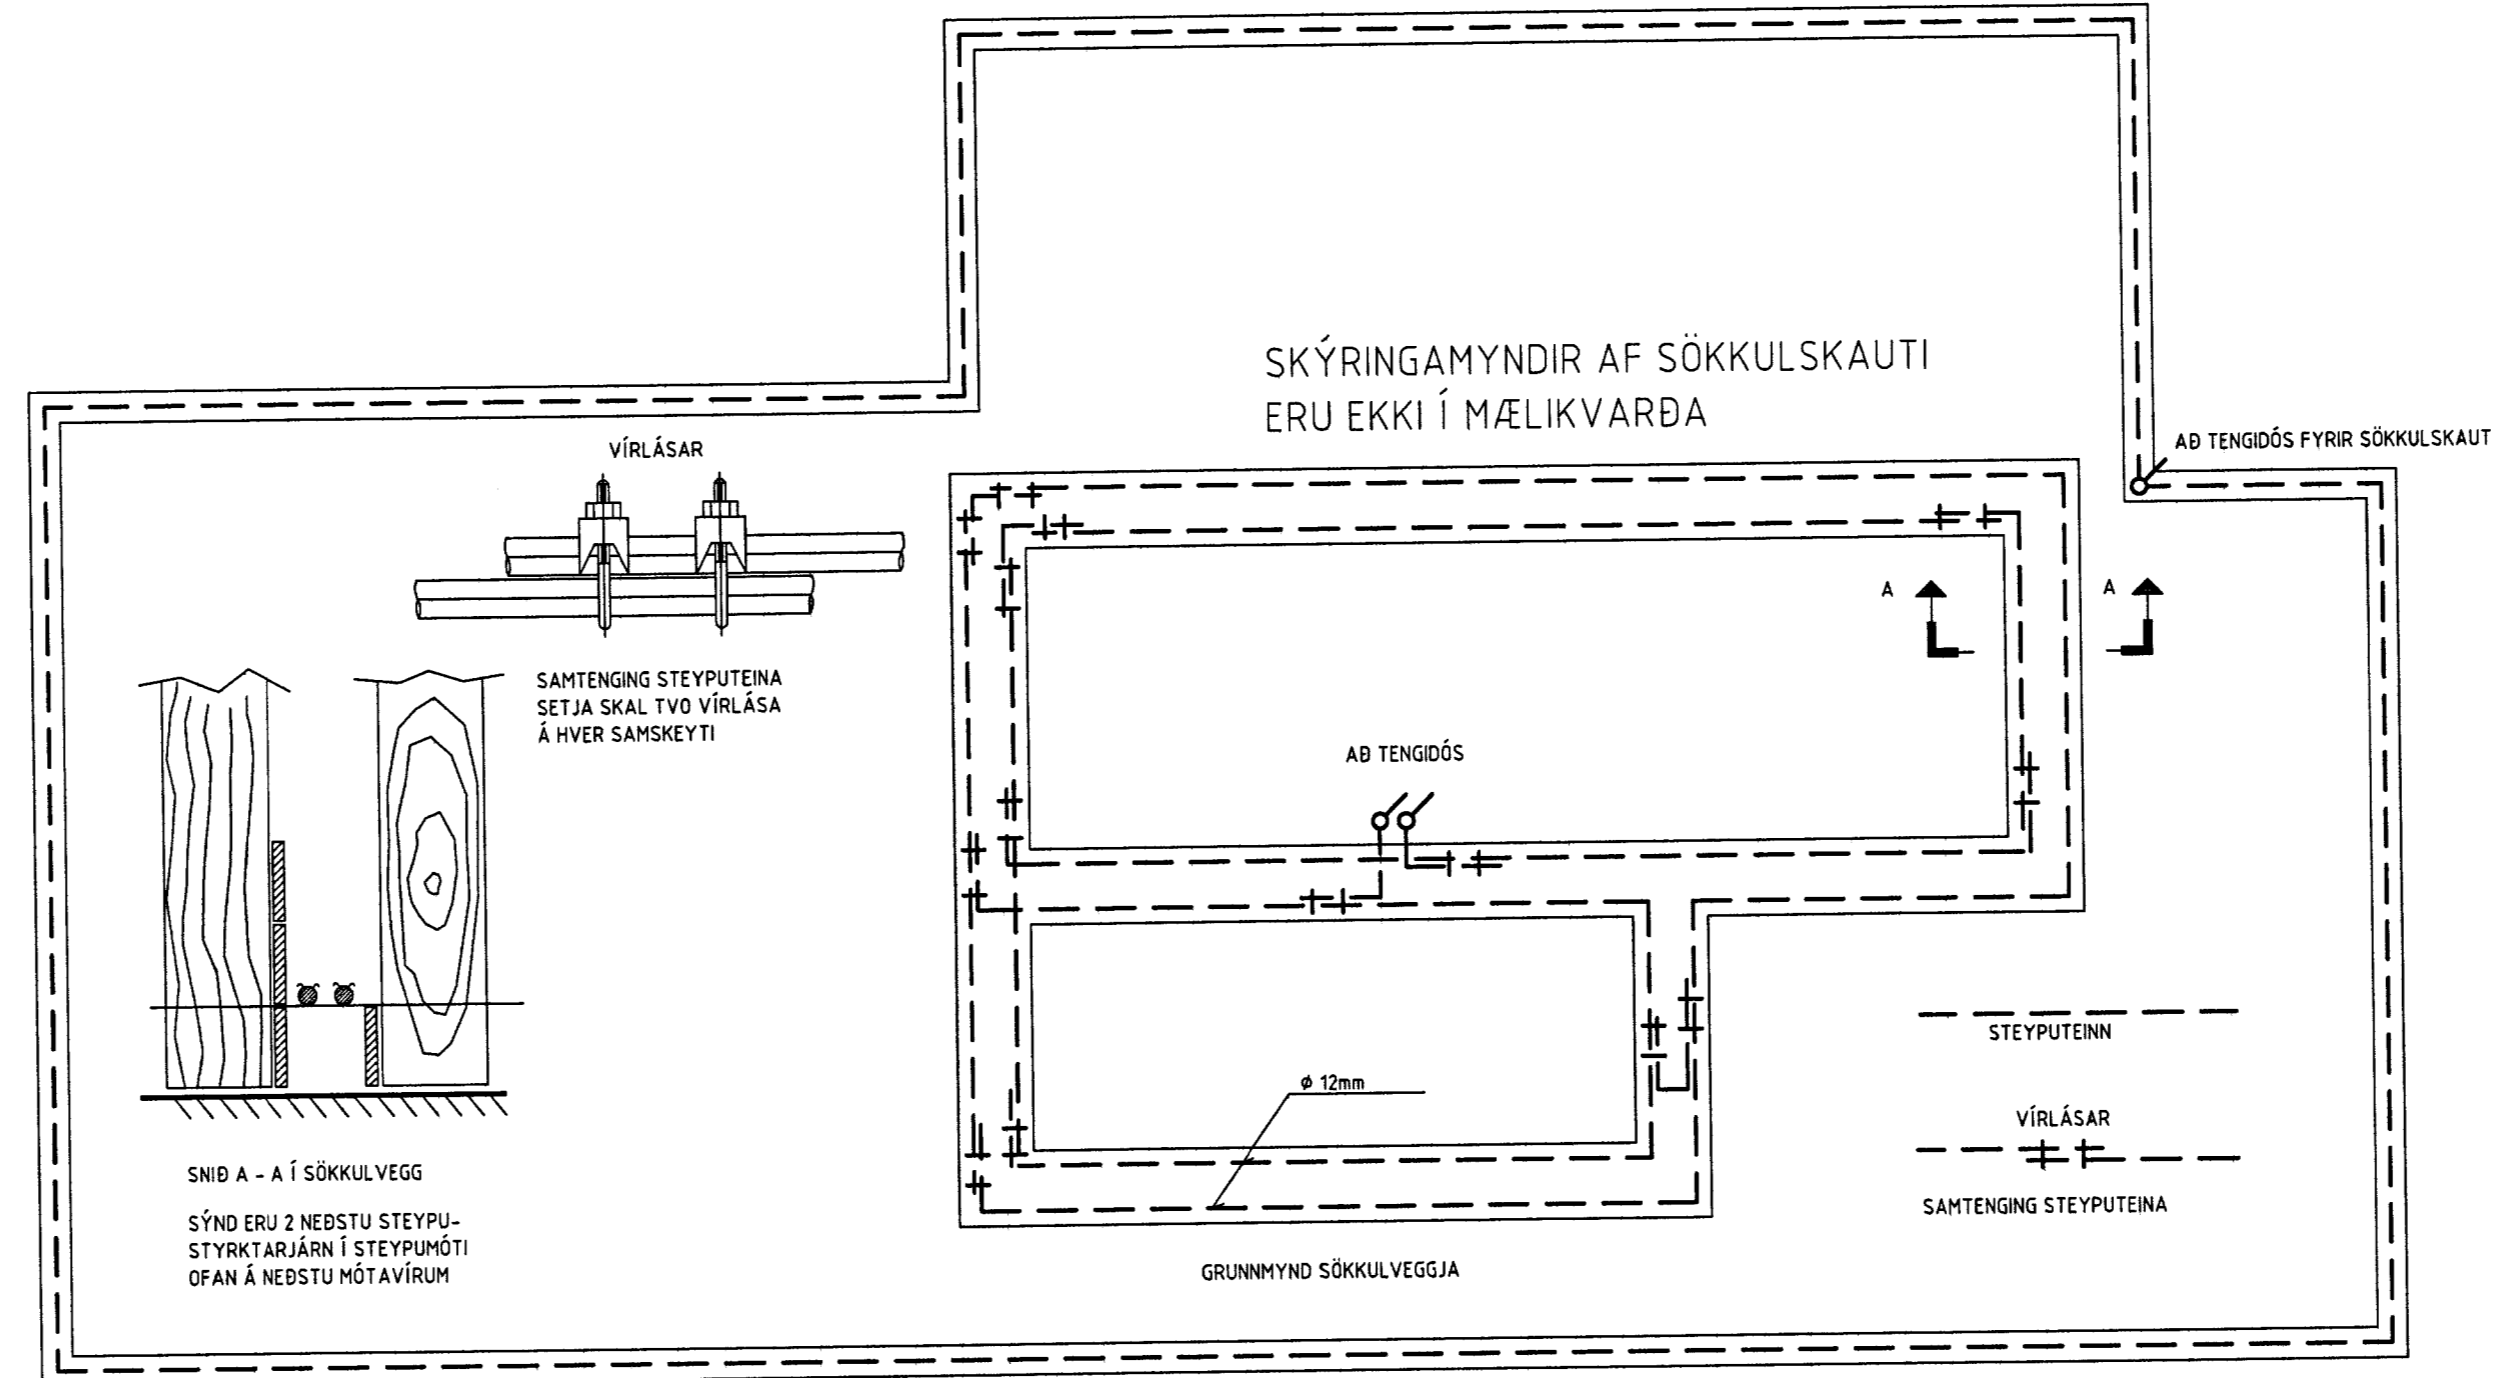 SKÝRINGAMYNDIR AF SÖKKULSKAUTI
ERU EKKI Í MÆLIKVARÐA
AÐ TENGIDÓS FYRIR SÖKKULSKAUT
VÍRLÁSAR
SAMTENGING STEYPUTEINA
SETJA SKAL TVO VÍRLÁSA
Á HVER SAMSKEYTI
A
A
AÐ TENGIDÓS
STEYPUTEINN
ϕ 12mm
VÍRLÁSAR
SAMTENGING STEYPUTEINA
SNIÐ A - A Í SÖKKULVEGG
SÝND ERU 2 NEÐSTU STEYPU-
STYRKTARJÁRN Í STEYPUMÓTI
OFAN Á NEÐSTU MÓTAVÍRUM
GRUNNMYND SÖKKULVEGGJA